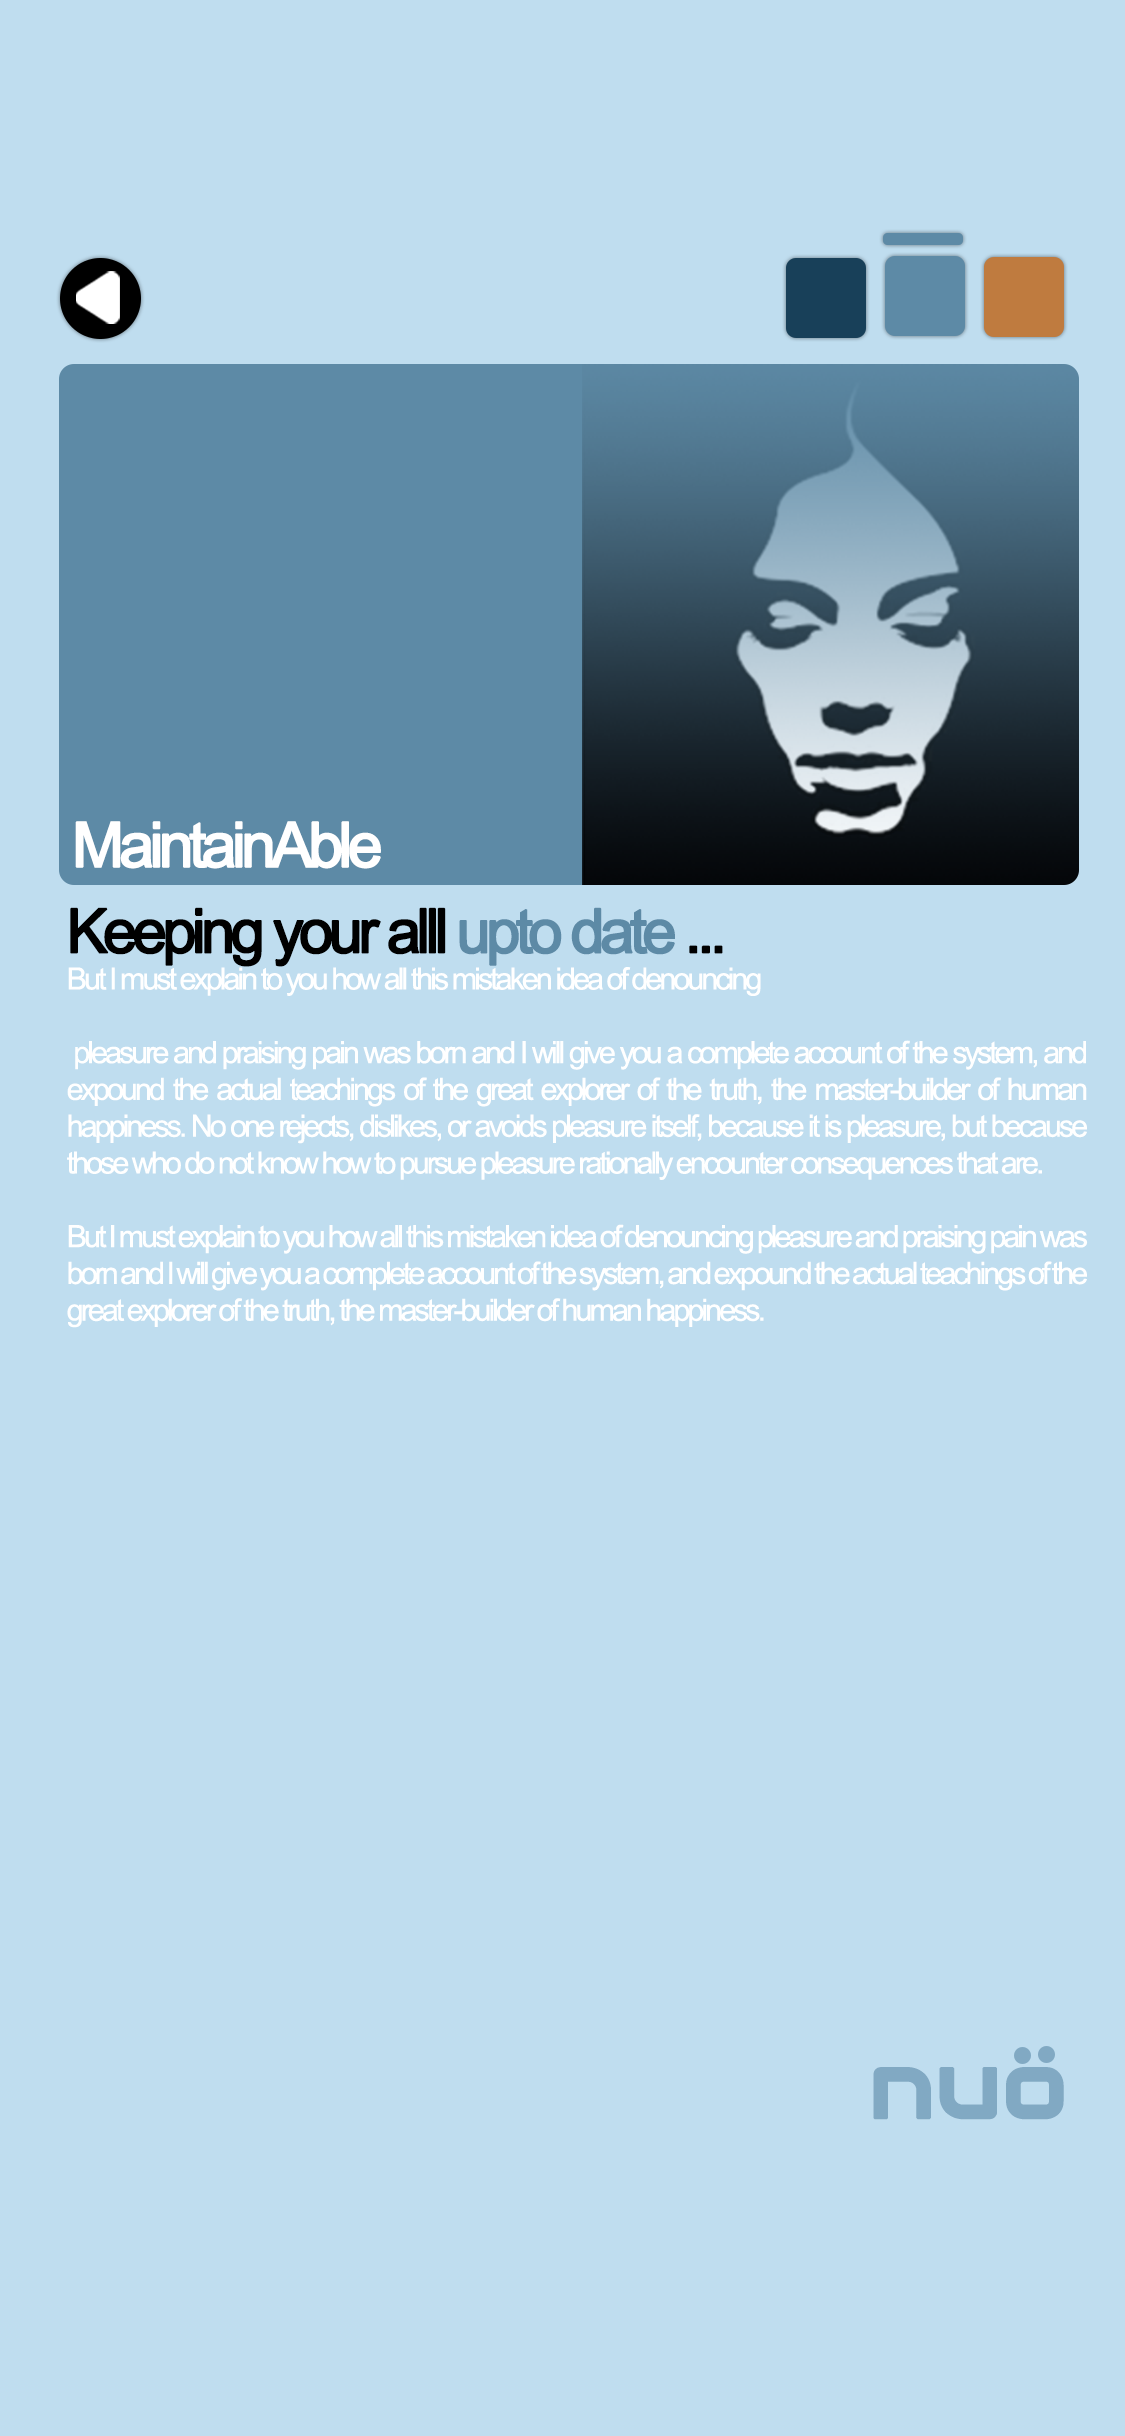 MaintainAble
Keeping your alll upto date ...
But I must explain to you how all this mistaken idea of denouncing
pleasure and praising pain was born and I will give you a complete account of the system, and
expound the actual teachings of the great explorer of the truth, the master-builder of human
happiness. No one rejects, dislikes, or avoids pleasure itself, because it is pleasure, but because
those who do not know how to pursue pleasure rationally encounter consequences that are.
But I must explain to you how all this mistaken idea of denouncing pleasure and praising pain was
born and I will give you a complete account of the system, and expound the actual teachings of the
great explorer of the truth, the master-builder of human happiness.
nuö